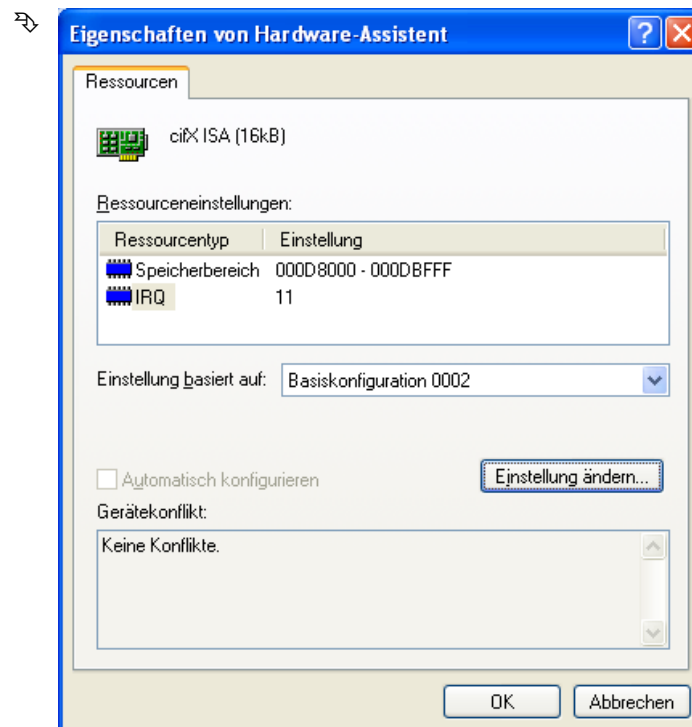 Eigenschaften von Hardware-Assistent
Ressourcen
cifX ISA (16kB)
Ressourceneinstellungen:
Ressourcentyp Einstellung
Speicherbereich 000D8000 - 000DBFFF
IRQ 11
Einstellung basiert auf: Basiskonfiguration 0002
Automatisch konfigurieren
Einstellung ändern...
Gerätekonflikt:
Keine Konflikte.
OK Abbrechen